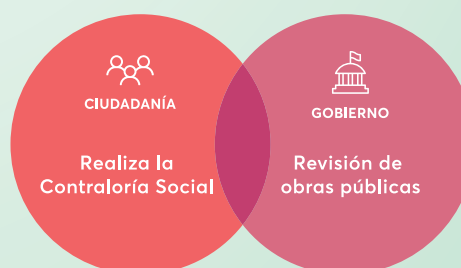 CIUDADANÍA
Realiza la
Contraloría Social
GOBIERNO
Revisión de
obras públicas